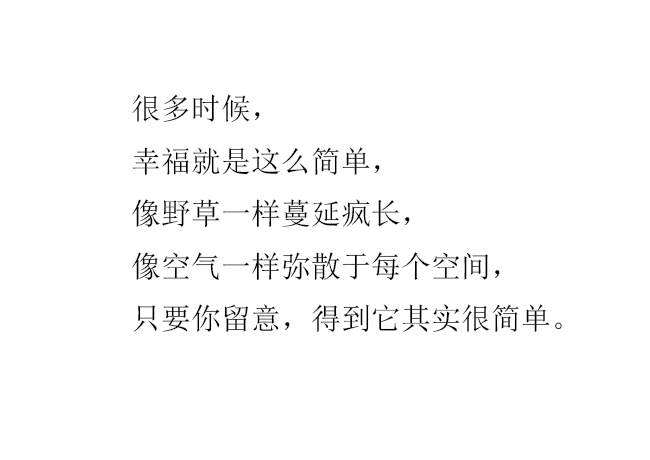 很多时候，
幸福就是这么简单，
像野草一样蔓延疯长，
像空气一样弥散于每个空间，
只要你留意，得到它其实很简单。